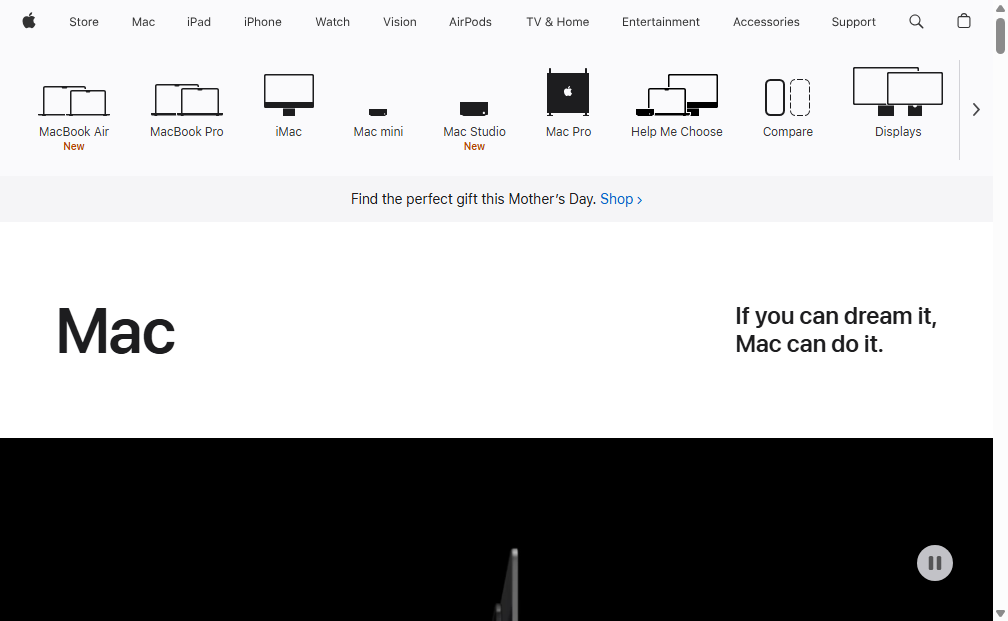 Store Mac iPad iPhone Watch Vision AirPods TV & Home Entertainment Accessories Support
MacBook Air MacBook Pro iMac Mac mini Mac Studio Mac Pro Help Me Choose Compare Displays
New New
Find the perfect gift this Mother’s Day. Shop ›
Mac
If you can dream it,
Mac can do it.